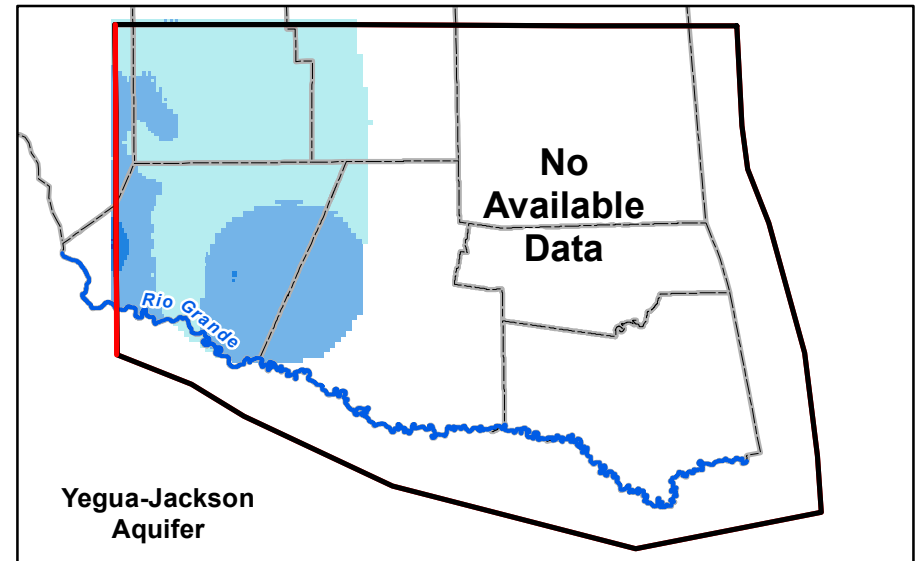 No
Available
Data
Rio Grande
Yegua-Jackson
Aquifer